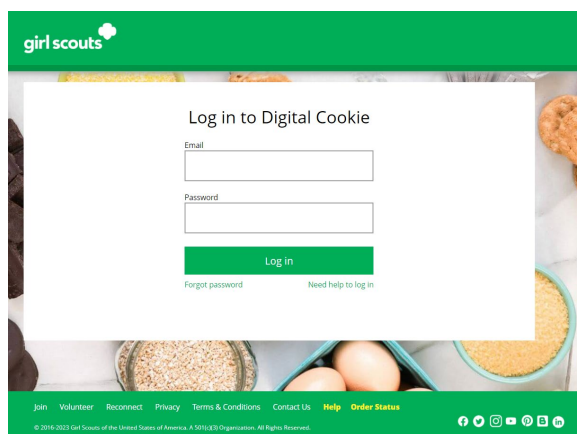 girl scouts
Log in to Digital Cookie
Email
Password
Log in
Forgot password Need help to log in
Join Volunteer Reconnect Privacy Terms & Conditions Contact Us Help Order Status
© 2016-2023 Girl Scouts of the United States of America. A 501(c)(3) Organization. All Rights Reserved.